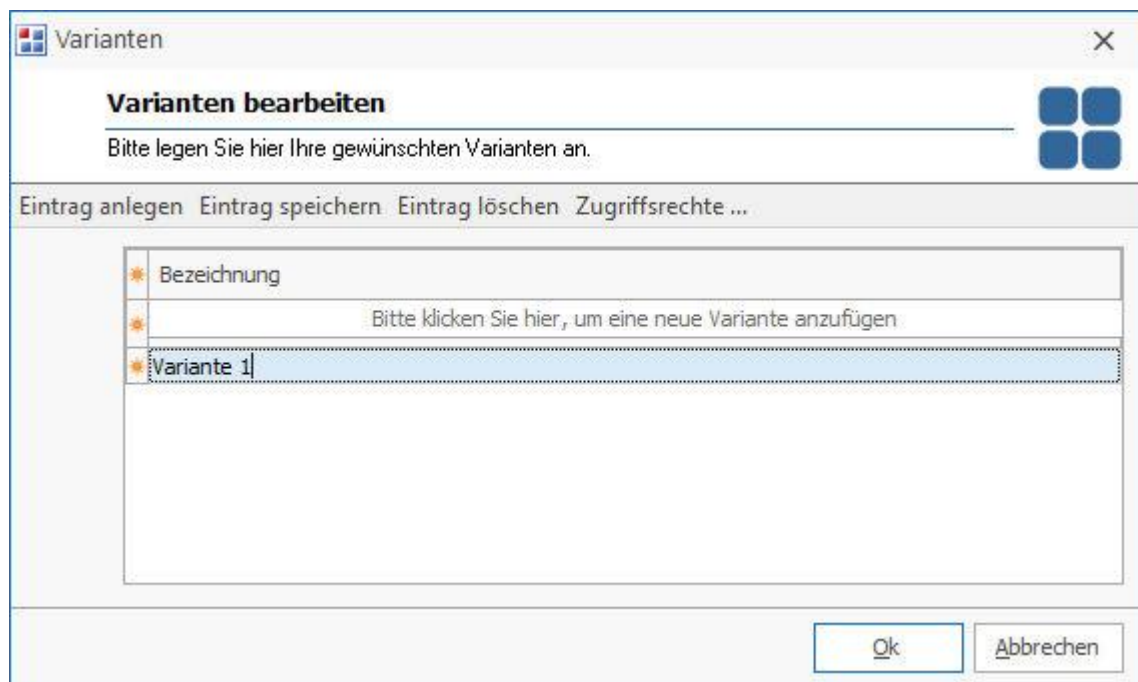 Varianten
Varianten bearbeiten
Bitte legen Sie hier Ihre gewünschten Varianten an.
Eintrag anlegen Eintrag speichern Eintrag löschen Zugriffsrechte ...
Bezeichnung
Bitte klicken Sie hier, um eine neue Variante anzufügen
Variante 1
Ok Abbrechen